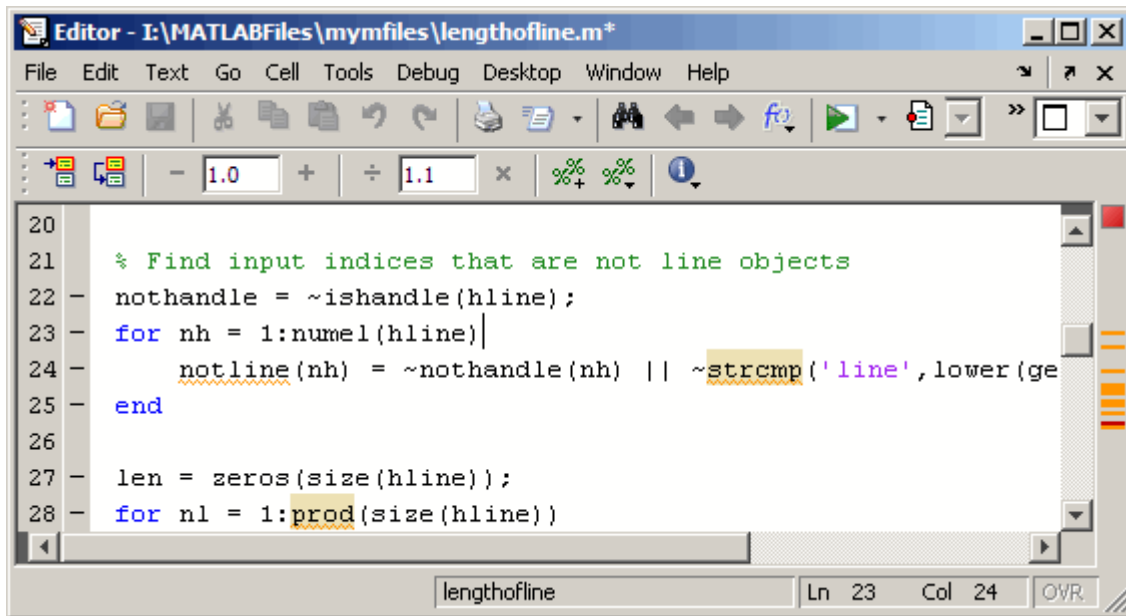 Editor - I:\MATLABFiles\mymfiles\lengthofline.m*
File Edit Text Go Cell Tools Debug Desktop Window Help
1.0 1.1
20
21 % Find input indices that are not line objects
22 – nothandle = ~ishandle(hline);
23 – for nh = 1:numel(hline)
24 – notline(nh) = ~nothandle(nh) || ~strcmp('line',lower(ge
25 – end
26
27 – len = zeros(size(hline));
28 – for nl = 1:prod(size(hline))
lengthofline Ln 23 Col 24 OVR